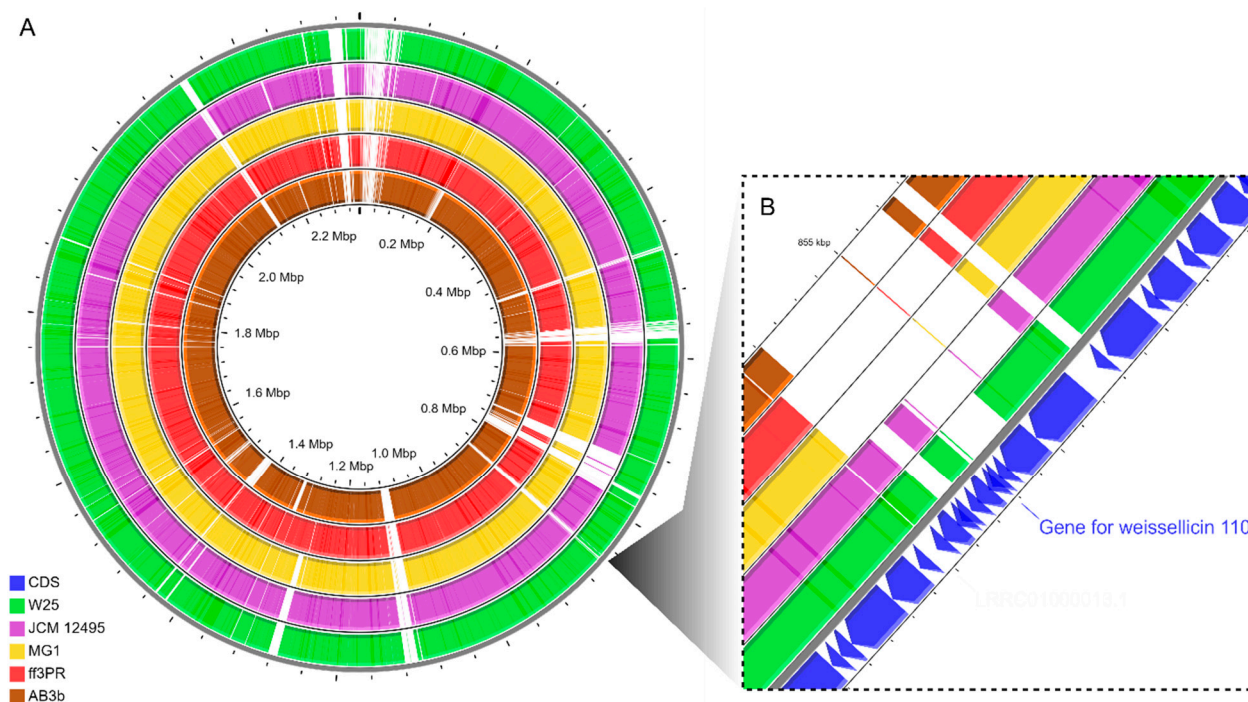 A
2.2 Mbp
0.2 Mbp
2.0 Mbp
0.4 Mbp
1.8 Mbp
0.6 Mbp
1.6 Mbp
0.8 Mbp
1.4 Mbp
1.0 Mbp
1.2 Mbp
CDS
W25
JCM 12495
MG1
ff3PR
AB3b
B
855 kbp
Gene for weissellicin 110
LRRC01000013.1